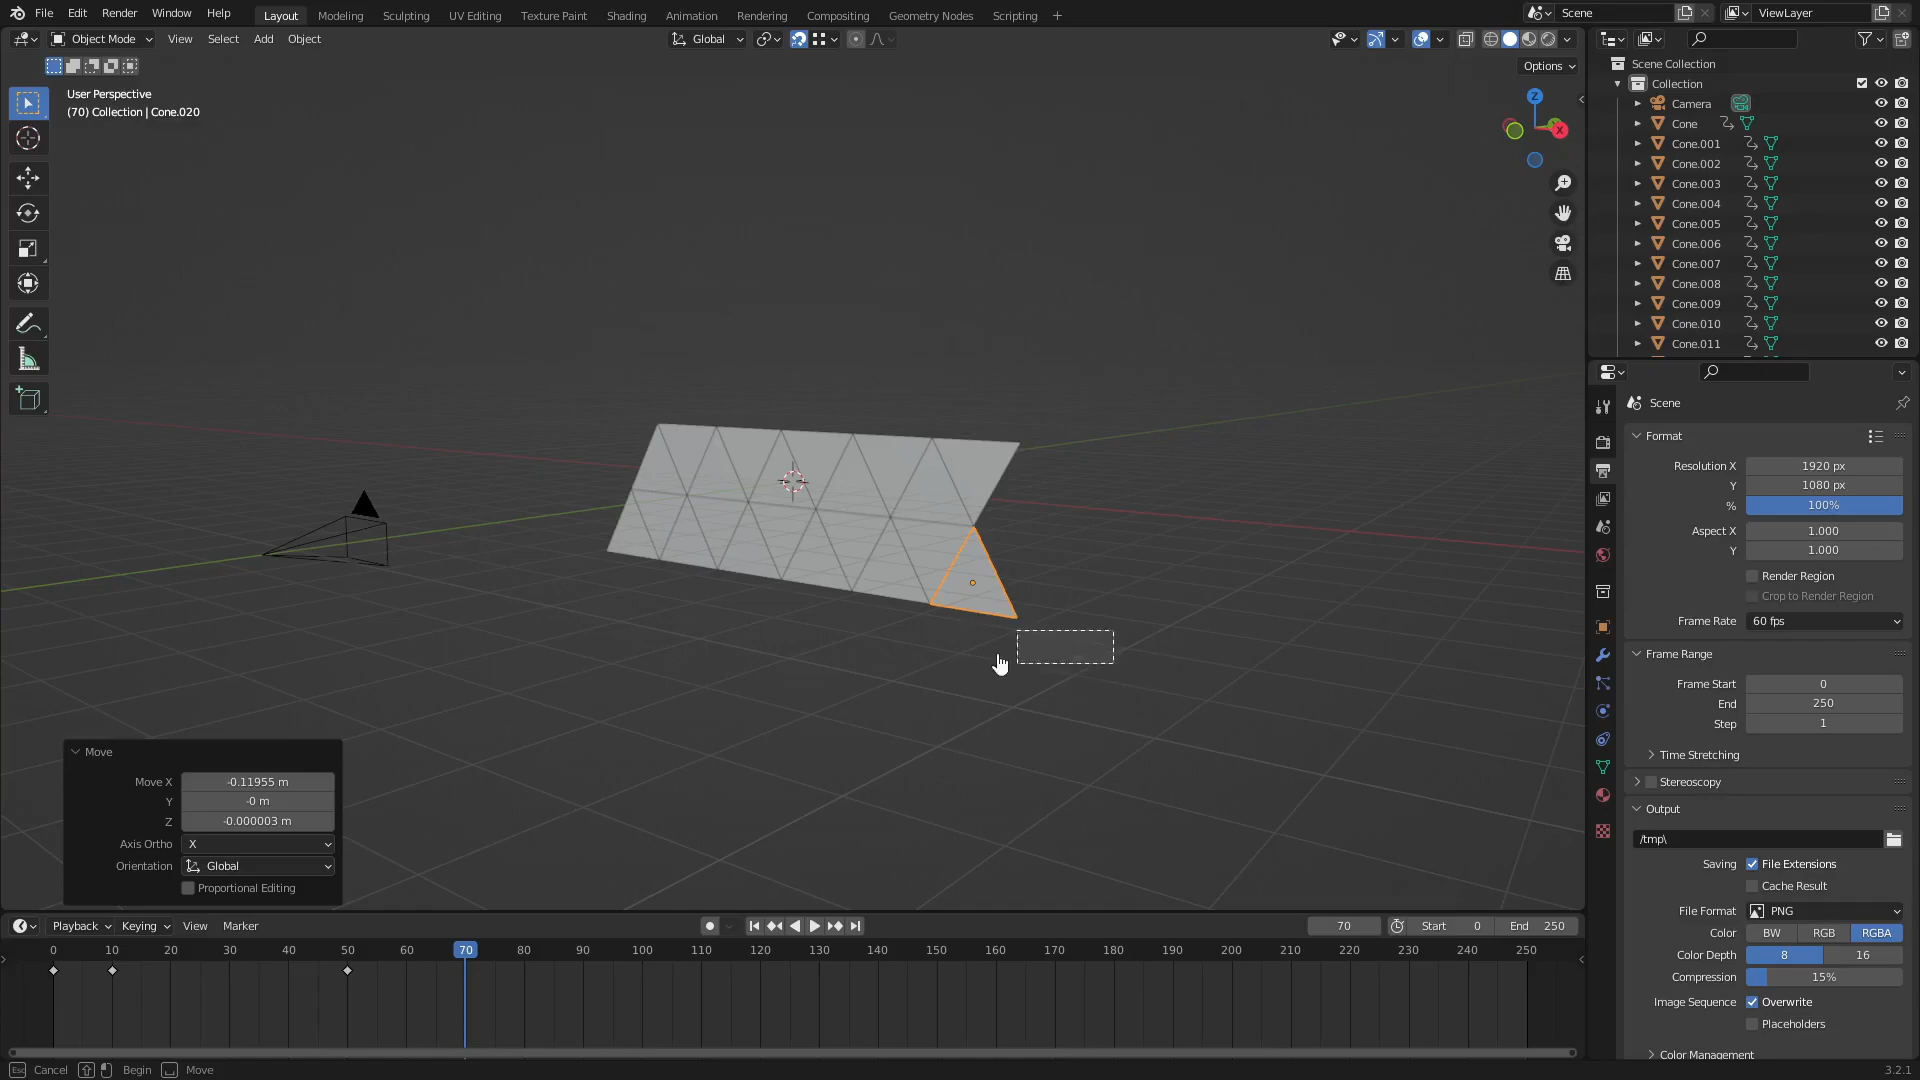 File Edit Render Window Help
Layout Modeling Sculpting UV Editing Texture Paint Shading Animation Rendering Compositing Geometry Nodes Scripting
Scene
ViewLayer
Object Mode View Select Add Object
Global
Options
User Perspective
(70) Collection | Cone.020
Z
X
Scene Collection
Collection
Camera
Cone
Cone.001
Cone.002
Cone.003
Cone.004
Cone.005
Cone.006
Cone.007
Cone.008
Cone.009
Cone.010
Cone.011
Scene
Format
Resolution X 1920 px
Y 1080 px
% 100%
Aspect X 1.000
Y 1.000
Render Region
Crop to Render Region
Frame Rate 60 fps
Frame Range
Frame Start 0
End 250
Step 1
Time Stretching
Stereoscopy
Output
/tmp\
Saving File Extensions
Cache Result
File Format PNG
Color BW RGB RGBA
Color Depth 8 16
Compression 15%
Image Sequence Overwrite
Placeholders
Color Management
Move
Move X -0.11955 m
Y -0 m
Z -0.000003 m
Axis Ortho X
Orientation Global
Proportional Editing
Playback Keying View Marker
70
Start 0
End 250
0 10 20 30 40 50 60 70 80 90 100 110 120 130 140 150 160 170 180 190 200 210 220 230 240 250
Esc Cancel Begin Move
3.2.1